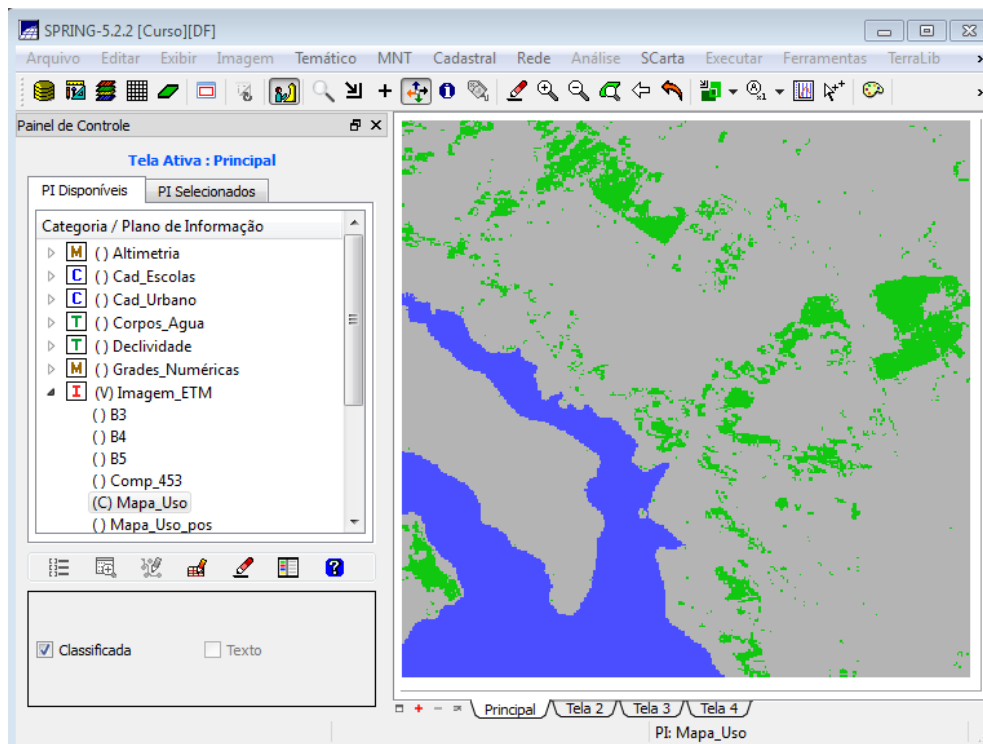 SPRING-5.2.2 [Curso][DF]
Arquivo Editar Exibir Imagem Temático MNT Cadastral Rede Análise SCarta Executar Ferramentas TerraLib
Painel de Controle
Tela Ativa : Principal
PI Disponíveis PI Selecionados
Categoria / Plano de Informação
M () Altimetria
C () Cad_Escolas
C () Cad_Urbano
T () Corpos_Agua
T () Declividade
M () Grades_Numéricas
I (V) Imagem_ETM
() B3
() B4
() B5
() Comp_453
(C) Mapa_Uso
() Mapa_Uso_pos
Classificada Texto
Principal Tela 2 Tela 3 Tela 4
PI: Mapa_Uso